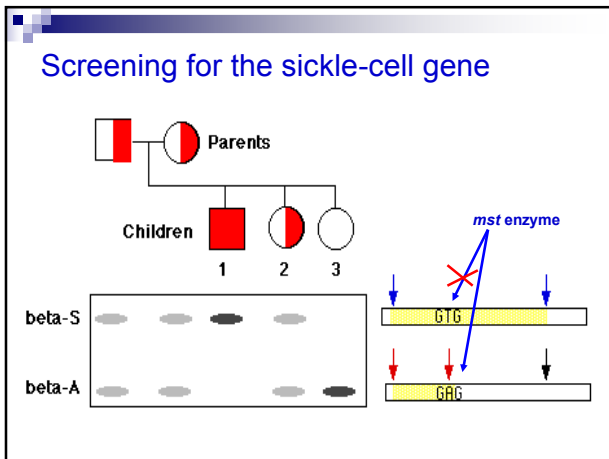 Screening for the sickle-cell gene
Parents
Children
mst enzyme
1 2 3
beta-S
GTG
beta-A
GAG